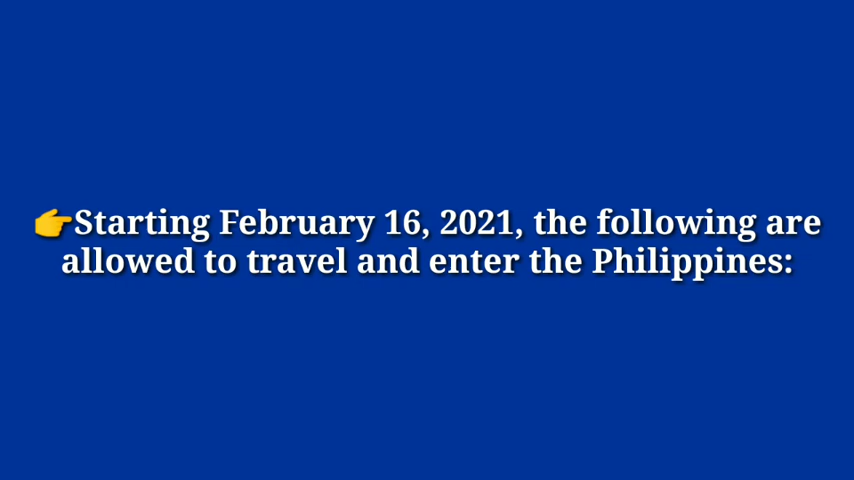 👉Starting February 16, 2021, the following are
allowed to travel and enter the Philippines: